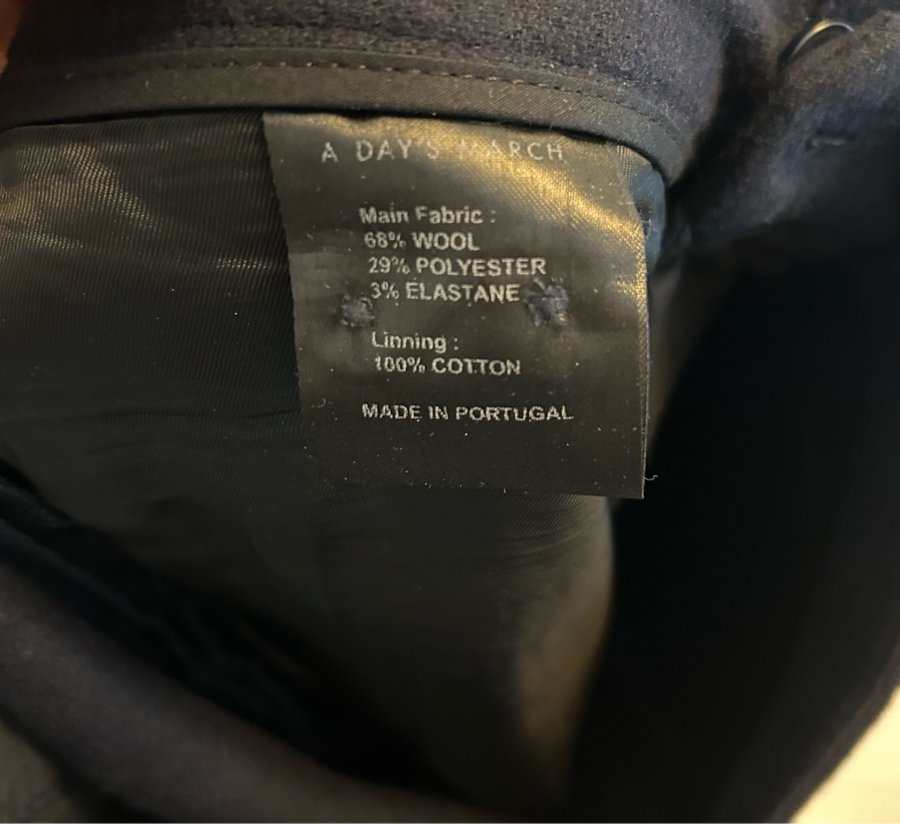 A DAY'S MARCH
Main Fabric :
68% WOOL
29% POLYESTER
3% ELASTANE
Linning :
100% COTTON
MADE IN PORTUGAL